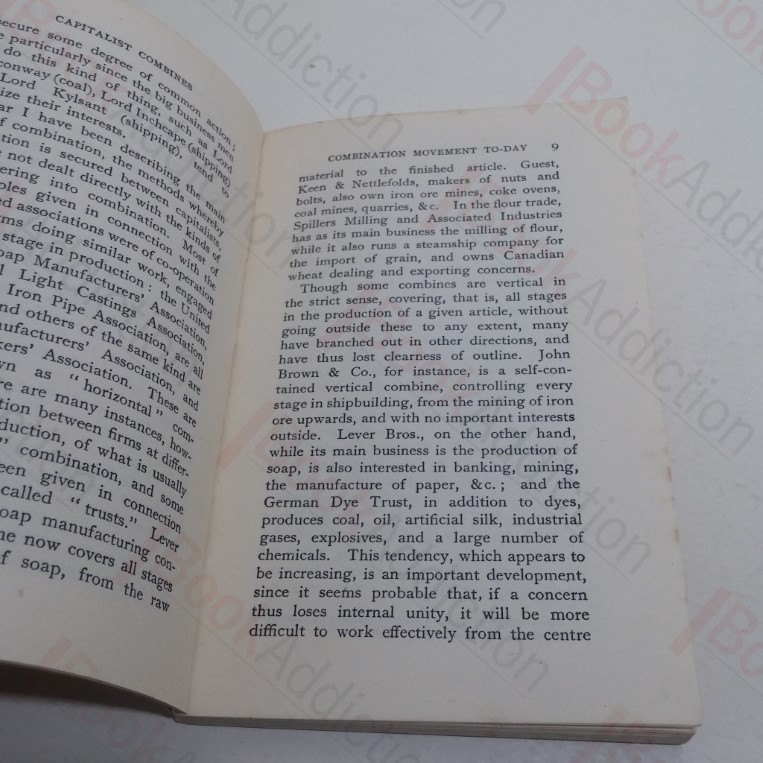 CAPITALIST COMBINES
secure some degree of common action;
particularly since the big business men
do this kind of thing, such as Lord
conway (coal), Lord Inchcape (shipping)
Lord Kylsant (shipping), tend to
ize their interests.
ar I have been describing the main
f combination, the methods whereby
tion is secured between capitalists,
e not dealt directly with the kinds of
ering into combination. Most of
ples given in connection with the
ed associations were of co-operation
ms doing similar work, engaged
stage in production: the United
oap Manufacturers' Association,
l Light Castings Association,
Iron Pipe Association, are all
nd others of the same kind are
nufacturers' Association, and
kers' Association. These are
wn as "horizontal" com-
re are many instances, how-
tion between firms at differ-
duction, of what is usually
" combination, and some
een given in connection
called "trusts." Lever
oap manufacturing con-
ne now covers all stages
of soap, from the raw
COMBINATION MOVEMENT TO-DAY 9
material to the finished article. Guest,
Keen & Nettlefolds, makers of nuts and
bolts, also own iron ore mines, coke ovens,
coal mines, quarries, &c. In the flour trade,
Spillers Milling and Associated Industries
has as its main business the milling of flour,
while it also runs a steamship company for
the import of grain, and owns Canadian
wheat dealing and exporting concerns.
Though some combines are vertical in
the strict sense, covering, that is, all stages
in the production of a given article, without
going outside these to any extent, many
have branched out in other directions, and
have thus lost clearness of outline. John
Brown & Co., for instance, is a self-con-
tained vertical combine, controlling every
stage in shipbuilding, from the mining of iron
ore upwards, and with no important interests
outside. Lever Bros., on the other hand,
while its main business is the production of
soap, is also interested in banking, mining,
the manufacture of paper, &c.; and the
German Dye Trust, in addition to dyes,
produces coal, oil, artificial silk, industrial
gases, explosives, and a large number of
chemicals. This tendency, which appears to
be increasing, is an important development,
since it seems probable that, if a concern
thus loses internal unity, it will be more
difficult to work effectively from the centre
BookAddiction